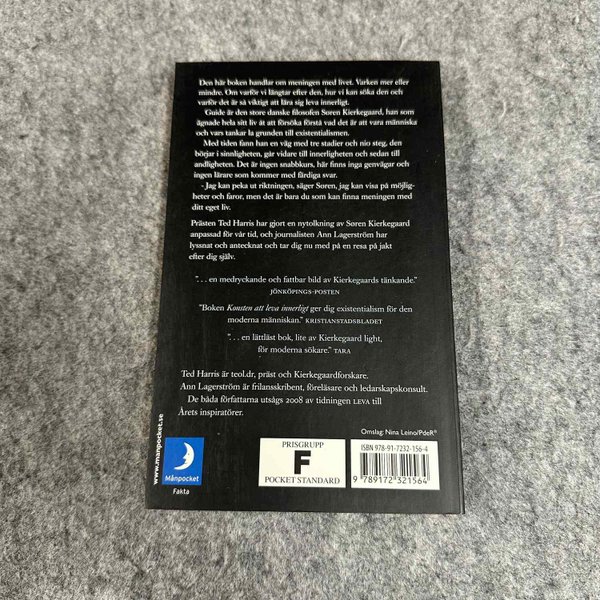 Den här boken handlar om meningen med livet. Varken mer eller
mindre. Om varför vi längtar efter den, hur vi kan söka den och
varför det är så viktigt att lära sig leva innerligt.
Guide är den store danske filosofen Søren Kierkegaard, han som
ägnade hela sitt liv åt att försöka förstå vad det är att vara människa
och vars tankar la grunden till existentialismen.
Med tiden fann han en väg med tre stadier och nio steg, den
börjar i sinnligheten, går vidare till innerligheten och sedan till
andligheten. Det är ingen snabbkurs, här finns inga genvägar och
ingen lärare som kommer med färdiga svar.
- Jag kan peka ut riktningen, säger Søren, jag kan visa på möjlig-
heter och faror, men det är bara du som kan finna meningen med
ditt eget liv.
Prästen Ted Harris har gjort en nytolkning av Søren Kierkegaard
anpassad för vår tid, och journalisten Ann Lagerström har
lyssnat och antecknat och tar dig nu med på en resa på jakt
efter dig själv.
"... en medryckande och fattbar bild av Kierkegaards tänkande."
JÖNKÖPINGS-POSTEN
"Boken Konsten att leva innerligt ger dig existentialism för den
moderna människan." KRISTIANSTADSBLADET
"... en lättläst bok, lite av Kierkegaard light,
för moderna sökare." TARA
Ted Harris är teol.dr, präst och Kierkegaardforskare.
Ann Lagerström är frilansskribent, föreläsare och ledarskapskonsult.
De båda författarna utsågs 2008 av tidningen LEVA till
Årets inspiratörer.
Omslag: Nina Leino/PdeR®
www.manpocket.se
Månpocket
Fakta
PRISGRUPP
F
POCKET STANDARD
ISBN 978-91-7232-156-4
9 789172 321564